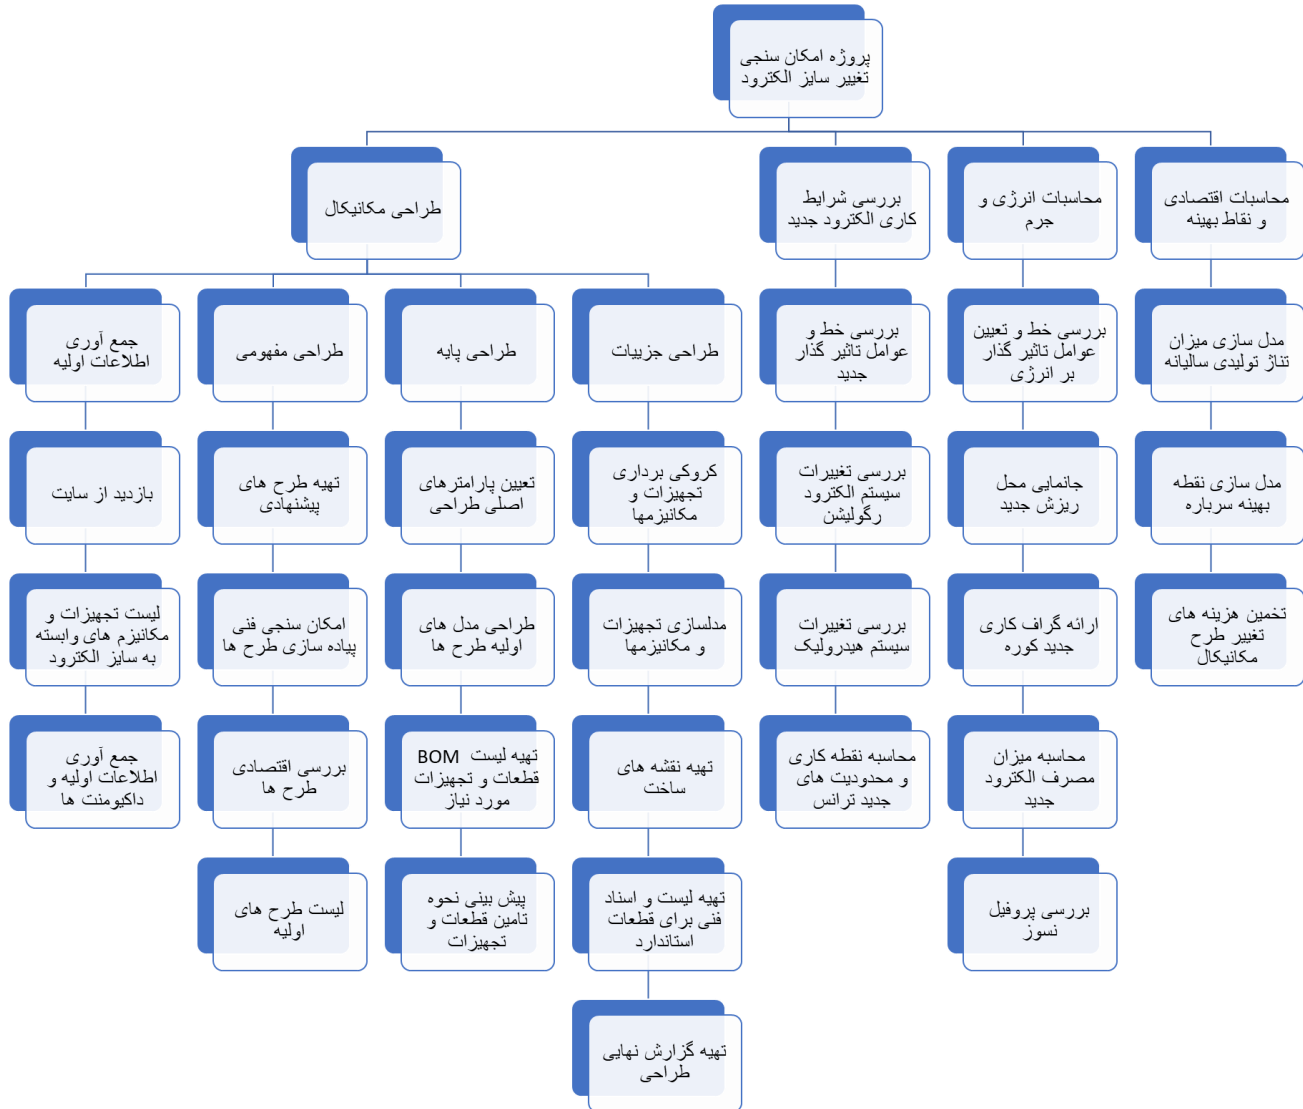 پروژه امکان سنجی
تغییر سایز الکترود
طراحی مکانیکال
بررسی شرایط
کاری الکترود جدید
محاسبات انرژی و
جرم
محاسبات اقتصادی
و نقاط بهینه
جمع آوری
اطلاعات اولیه
طراحی مفهومی
طراحی پایه
طراحی جزییات
بررسی خط و
عوامل تاثیر گذار
جدید
بررسی خط و تعیین
عوامل تاثیر گذار
بر انرژی
مدل سازی میزان
تناژ تولیدی سالیانه
بازدید از سایت
تهیه طرح های
پیشنهادی
تعیین پارامترهای
اصلی طراحی
کروکی برداری
تجهیزات و
مکانیزمها
بررسی تغییرات
سیستم الکترود
رگولیشن
جانمایی محل
ریزش جدید
مدل سازی نقطه
بهینه سرباره
لیست تجهیزات و
مکانیزم های وابسته
به سایز الکترود
امکان سنجی فنی
پیاده سازی طرح ها
طراحی مدل های
اولیه طرح ها
مدلسازی تجهیزات
و مکانیزمها
بررسی تغییرات
سیستم هیدرولیک
ارائه گراف کاری
جدید کوره
تخمین هزینه های
تغییر طرح
مکانیکال
جمع آوری
اطلاعات اولیه و
داکیومنت ها
بررسی اقتصادی
طرح ها
تهیه لیست BOM
قطعات و تجهیزات
مورد نیاز
تهیه نقشه های
ساخت
محاسبه نقطه کاری
و محدودیت های
جدید ترانس
محاسبه میزان
مصرف الکترود
جدید
لیست طرح های
اولیه
پیش بینی نحوه
تامین قطعات و
تجهیزات
تهیه لیست و اسناد
فنی برای قطعات
استاندارد
بررسی پروفیل
نسوز
تهیه گزارش نهایی
طراحی